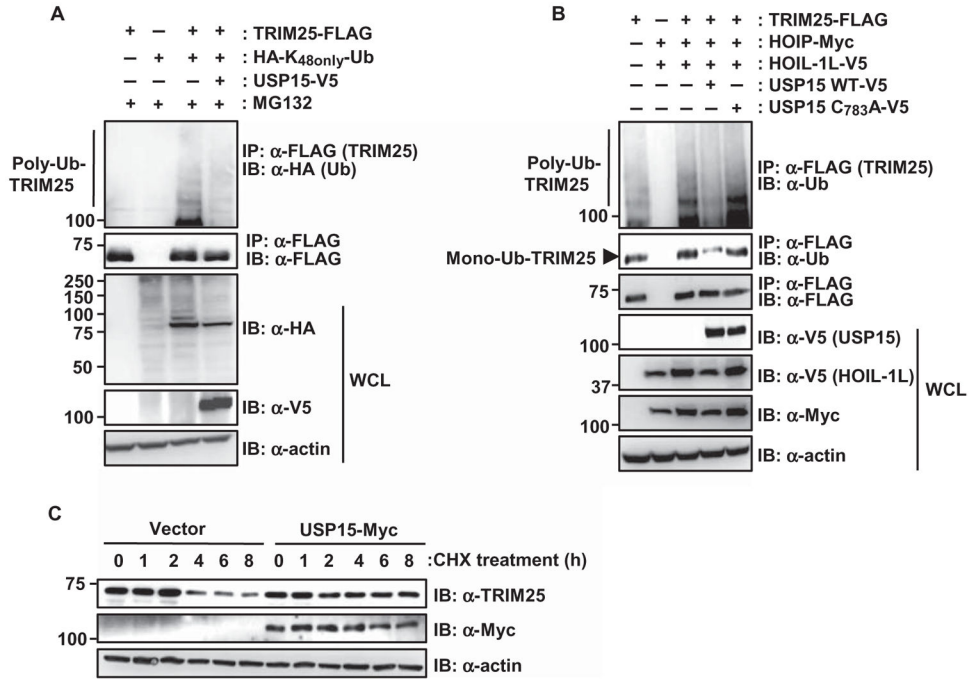 A
+ – + + : TRIM25-FLAG
– + + + : HA-K48only-Ub
– – – + : USP15-V5
+ + + + : MG132
Poly-Ub-
TRIM25
100
IP: α-FLAG (TRIM25)
IB: α-HA (Ub)
75
IP: α-FLAG
IB: α-FLAG
250
150
100
75
50
IB: α-HA
100
IB: α-V5
IB: α-actin
WCL
B
+ – + + + : TRIM25-FLAG
– + + + + : HOIP-Myc
– + + + + : HOIL-1L-V5
– – – + – : USP15 WT-V5
– – – – + : USP15 C783A-V5
Poly-Ub-
TRIM25
100
IP: α-FLAG (TRIM25)
IB: α-Ub
Mono-Ub-TRIM25
IP: α-FLAG
IB: α-Ub
75
IP: α-FLAG
IB: α-FLAG
100
IB: α-V5 (USP15)
37
IB: α-V5 (HOIL-1L)
100
IB: α-Myc
IB: α-actin
WCL
C
Vector USP15-Myc
0 1 2 4 6 8 0 1 2 4 6 8 :CHX treatment (h)
75
IB: α-TRIM25
100
IB: α-Myc
IB: α-actin